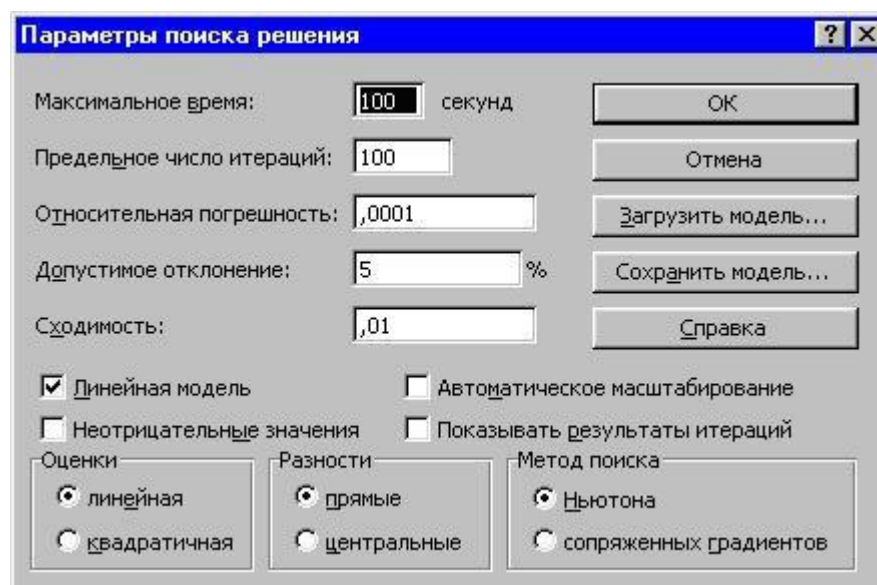 Параметры поиска решения
Максимальное время: 100 секунд
ОК
Предельное число итераций: 100
Отмена
Относительная погрешность: ,0001
Загрузить модель...
Допустимое отклонение: 5 %
Сохранить модель...
Сходимость: ,01
Справка
Линейная модель
Автоматическое масштабирование
Неотрицательные значения
Показывать результаты итераций
Оценки
линейная
квадратичная
Разности
прямые
центральные
Метод поиска
Ньютона
сопряженных градиентов